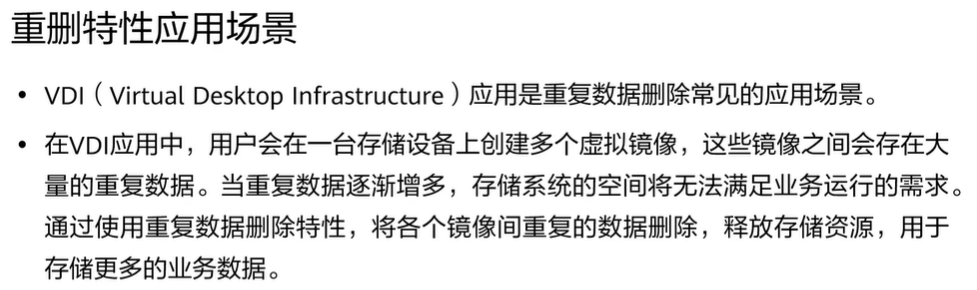 重删特性应用场景
• VDI（Virtual Desktop Infrastructure）应用是重复数据删除常见的应用场景。
• 在VDI应用中，用户会在一台存储设备上创建多个虚拟镜像，这些镜像之间会存在大
量的重复数据。当重复数据逐渐增多，存储系统的空间将无法满足业务运行的需求。
通过使用重复数据删除特性，将各个镜像间重复的数据删除，释放存储资源，用于
存储更多的业务数据。